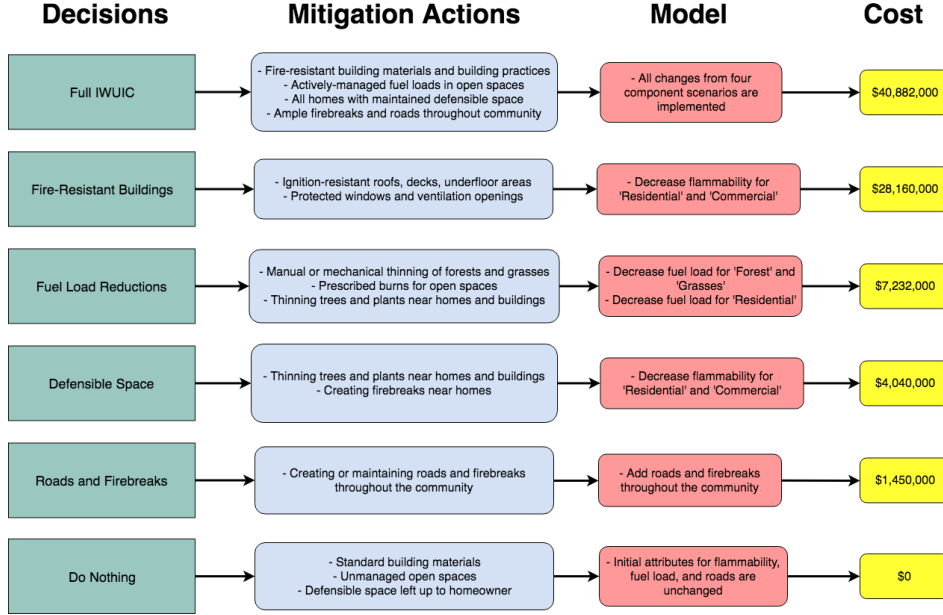 Decisions
Mitigation Actions
Model
Cost
Full IWUIC
- Fire-resistant building materials and building practices
- Actively-managed fuel loads in open spaces
- All homes with maintained defensible space
- Ample firebreaks and roads throughout community
- All changes from four
component scenarios are
implemented
$40,882,000
Fire-Resistant Buildings
- Ignition-resistant roofs, decks, underfloor areas
- Protected windows and ventilation openings
- Decrease flammability for
'Residential' and 'Commercial'
$28,160,000
Fuel Load Reductions
- Manual or mechanical thinning of forests and grasses
- Prescribed burns for open spaces
- Thinning trees and plants near homes and buildings
- Decrease fuel load for 'Forest' and
'Grasses'
- Decrease fuel load for 'Residential'
$7,232,000
Defensible Space
- Thinning trees and plants near homes and buildings
- Creating firebreaks near homes
- Decrease flammability for
'Residential' and 'Commercial'
$4,040,000
Roads and Firebreaks
- Creating or maintaining roads and firebreaks
throughout the community
- Add roads and firebreaks
throughout the community
$1,450,000
Do Nothing
- Standard building materials
- Unmanaged open spaces
- Defensible space left up to homeowner
- Initial attributes for flammability,
fuel load, and roads are
unchanged
$0